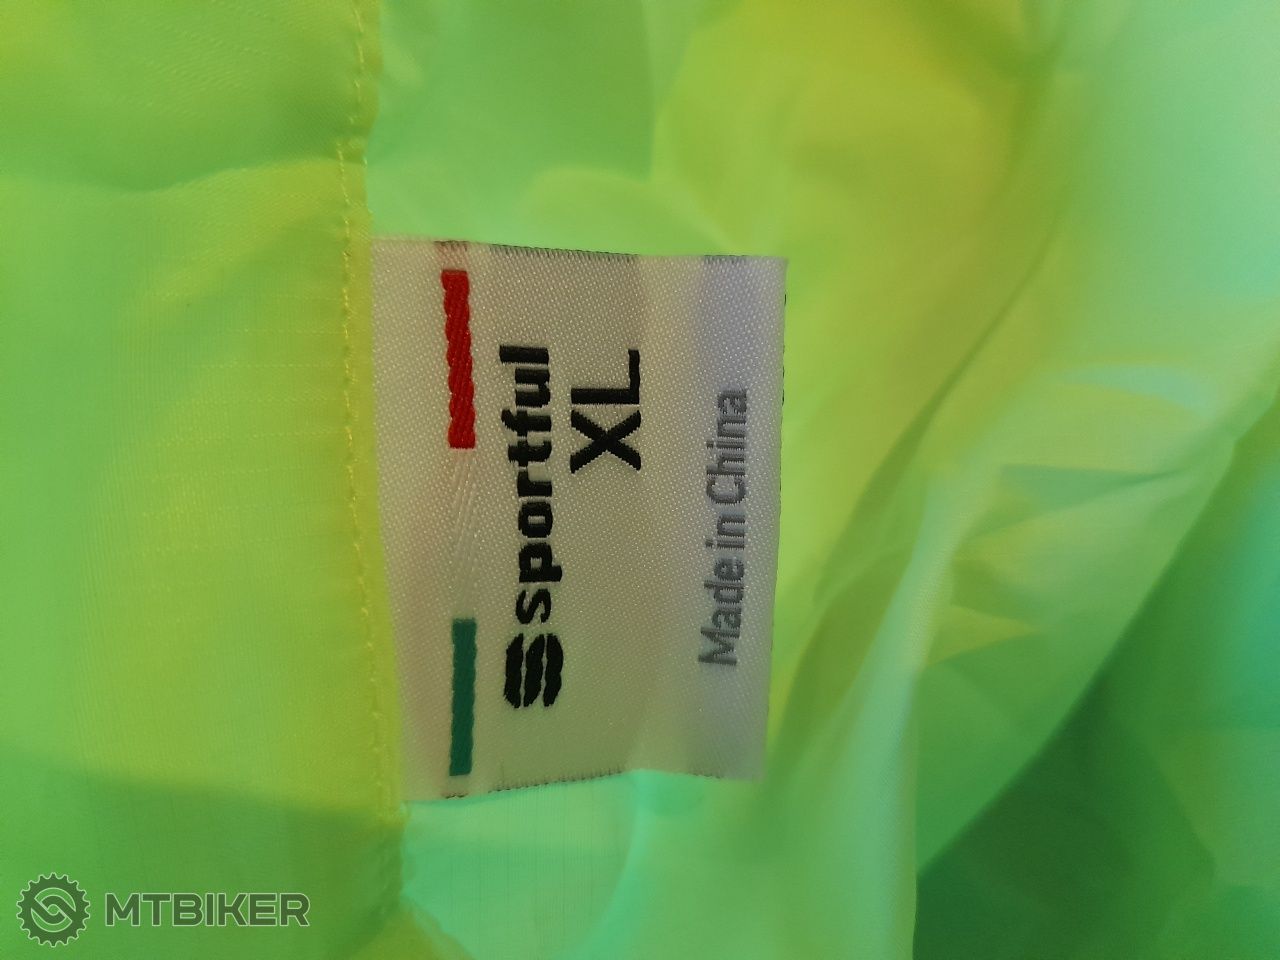 sportful
XL
Made in China
MTBIKER